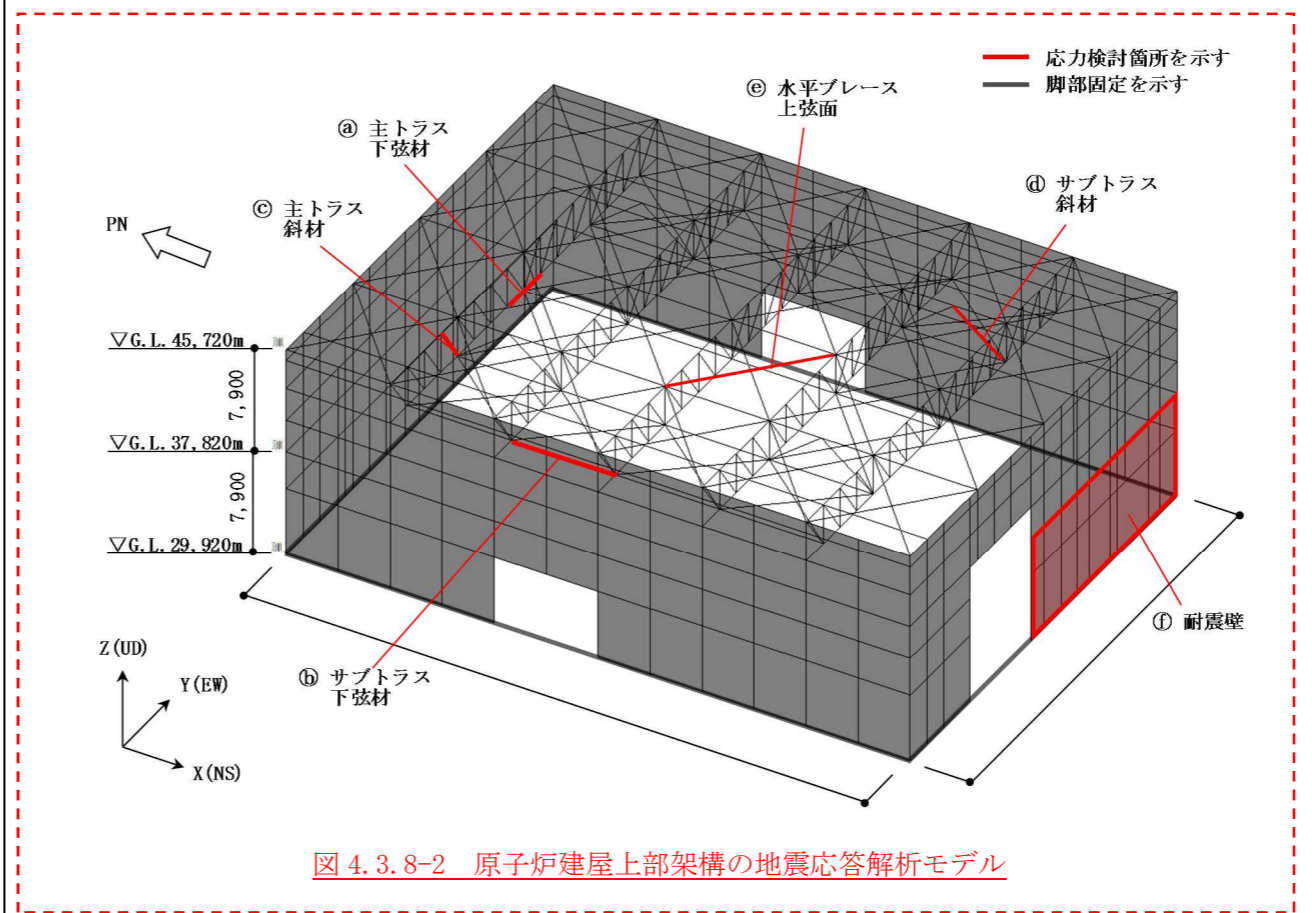 応力検討箇所を示す
脚部固定を示す
ⓔ 水平ブレース
上弦面
ⓐ 主トラス
下弦材
ⓓ サブトラス
斜材
ⓒ 主トラス
斜材
PN
▽G.L.45,720m
7,900
▽G.L.37,820m
7,900
▽G.L.29,920m
ⓕ 耐震壁
ⓑ サブトラス
下弦材
Z(UD)
Y(EW)
X(NS)
図 4.3.8-2 原子炉建屋上部架構の地震応答解析モデル